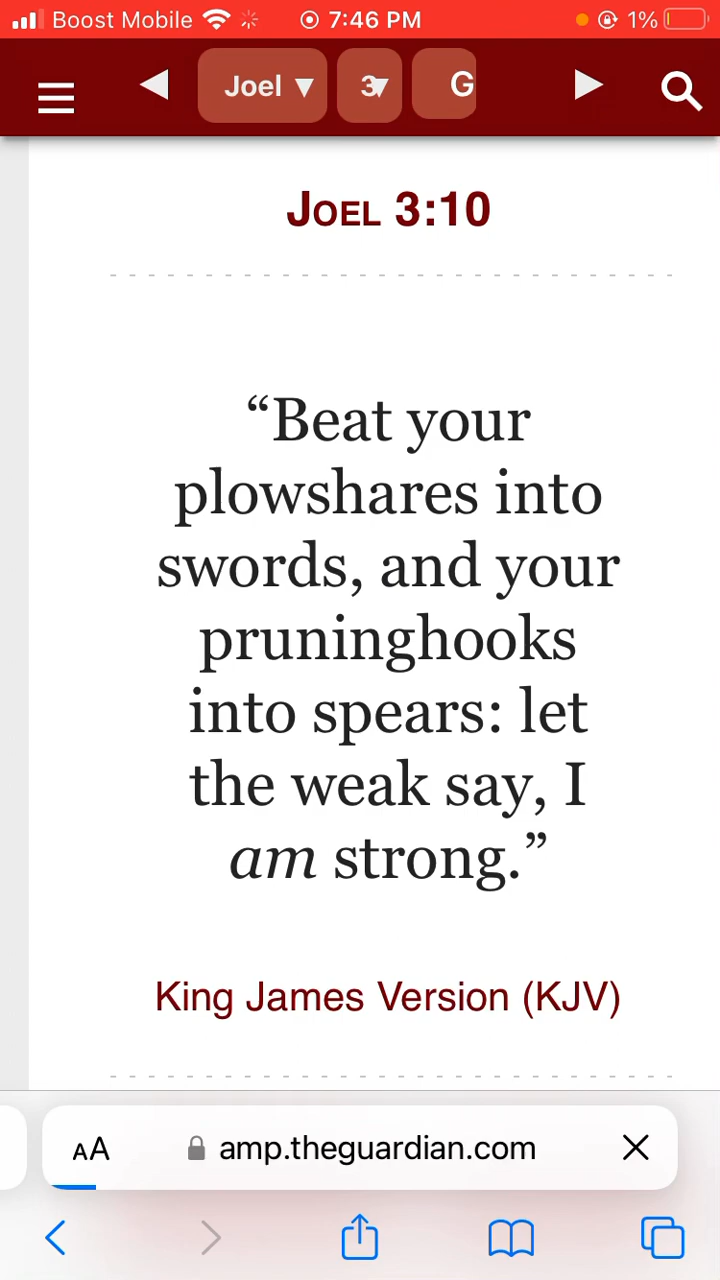 Boost Mobile 7:46 PM 1%
Joel ▼ 3▼ G
JOEL 3:10
“Beat your
plowshares into
swords, and your
pruninghooks
into spears: let
the weak say, I
am strong.”
King James Version (KJV)
AA amp.theguardian.com